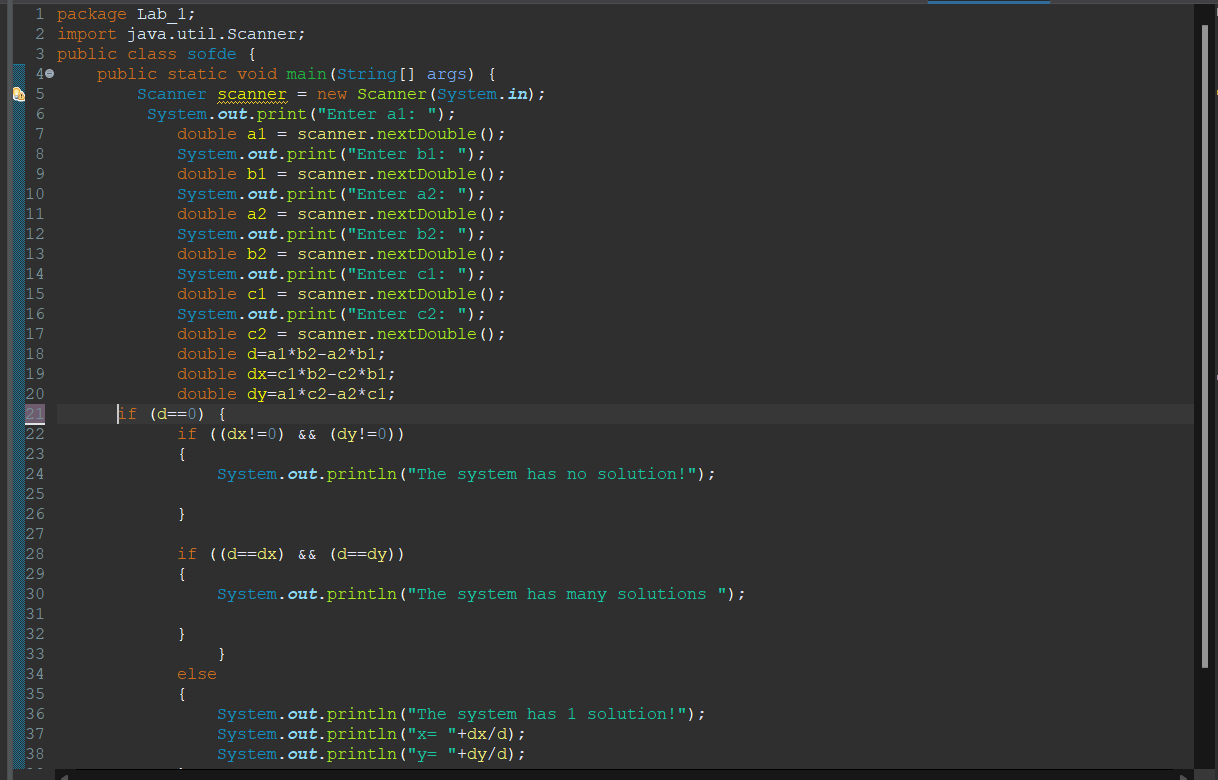 1 package Lab_1;
2 import java.util.Scanner;
3 public class sofde {
4 public static void main(String[] args) {
5 Scanner scanner = new Scanner(System.in);
6 System.out.print("Enter a1: ");
7 double a1 = scanner.nextDouble();
8 System.out.print("Enter b1: ");
9 double b1 = scanner.nextDouble();
10 System.out.print("Enter a2: ");
11 double a2 = scanner.nextDouble();
12 System.out.print("Enter b2: ");
13 double b2 = scanner.nextDouble();
14 System.out.print("Enter c1: ");
15 double c1 = scanner.nextDouble();
16 System.out.print("Enter c2: ");
17 double c2 = scanner.nextDouble();
18 double d=a1*b2-a2*b1;
19 double dx=c1*b2-c2*b1;
20 double dy=a1*c2-a2*c1;
21 if (d==0) {
22 if ((dx!=0) && (dy!=0))
23 {
24 System.out.println("The system has no solution!");
25
26 }
27
28 if ((d==dx) && (d==dy))
29 {
30 System.out.println("The system has many solutions ");
31
32 }
33 }
34 else
35 {
36 System.out.println("The system has 1 solution!");
37 System.out.println("x= "+dx/d);
38 System.out.println("y= "+dy/d);